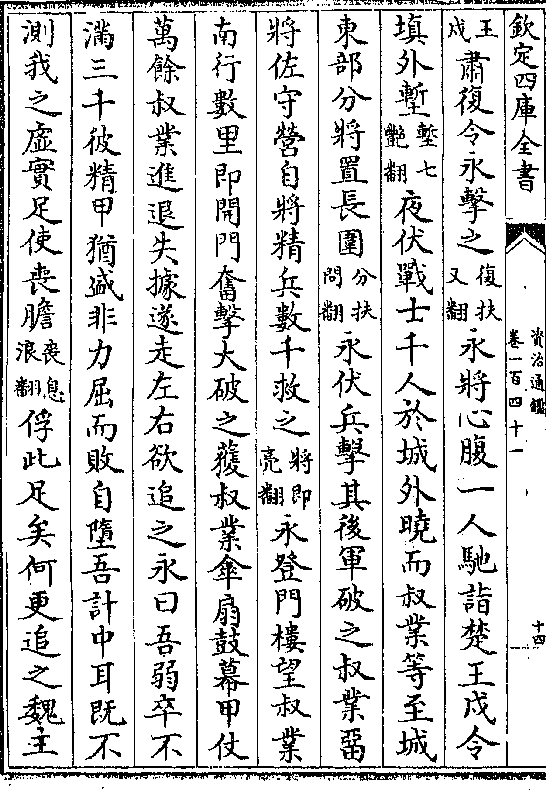 欽定四庫全書
資治通鑑
卷一百四十一
十四
王戍肅復令永擊之復扶又翻永將心腹一人馳詣楚王戍令
填外塹塹七艷翻夜伏戰士千人於城外曉而叔業等至城
東部分將置長圍分扶問翻永伏兵擊其後軍破之叔業留
將佐守營自將精兵數千救之將即亮翻永登門樓望叔業
南行數里即開門奮擊大破之獲叔業傘扇鼓幕甲仗
萬餘叔業進退失據遂走左右欲追之永曰吾弱卒不
滿三千彼精甲猶盛非力屈而敗自墮吾計中耳既不
測我之虛實足使喪膽喪息浪翻俘此足矣何更追之魏主